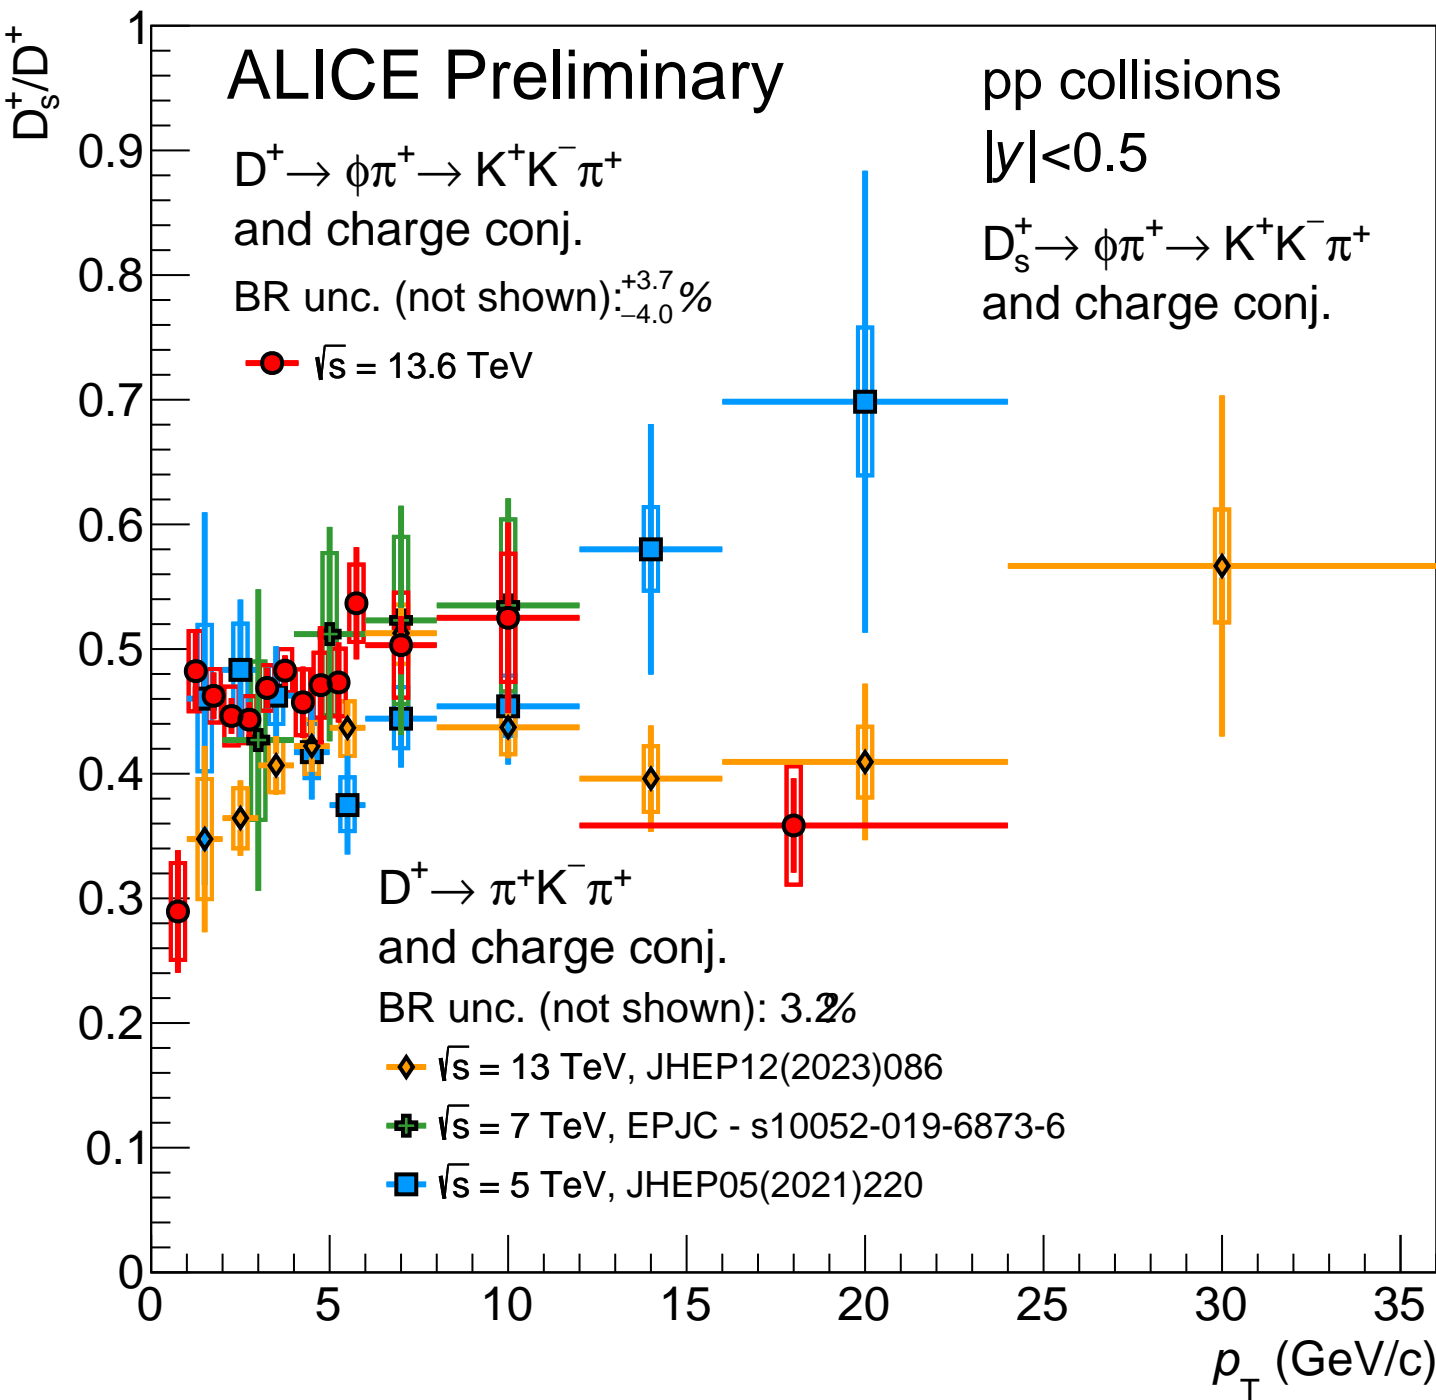 D_s^+/D^+
ALICE Preliminary
pp collisions
|y|<0.5
D^+ → ϕπ^+ → K^+K^−π^+
and charge conj.
BR unc. (not shown):^{+3.7}_{−4.0}%
√s = 13.6 TeV
D_s^+ → ϕπ^+ → K^+K^−π^+
and charge conj.
D^+ → π^+K^−π^+
and charge conj.
BR unc. (not shown): 3.2%
√s = 13 TeV, JHEP12(2023)086
√s = 7 TeV, EPJC - s10052-019-6873-6
√s = 5 TeV, JHEP05(2021)220
1
0.9
0.8
0.7
0.6
0.5
0.4
0.3
0.2
0.1
0
0 5 10 15 20 25 30 35
p_T (GeV/c)